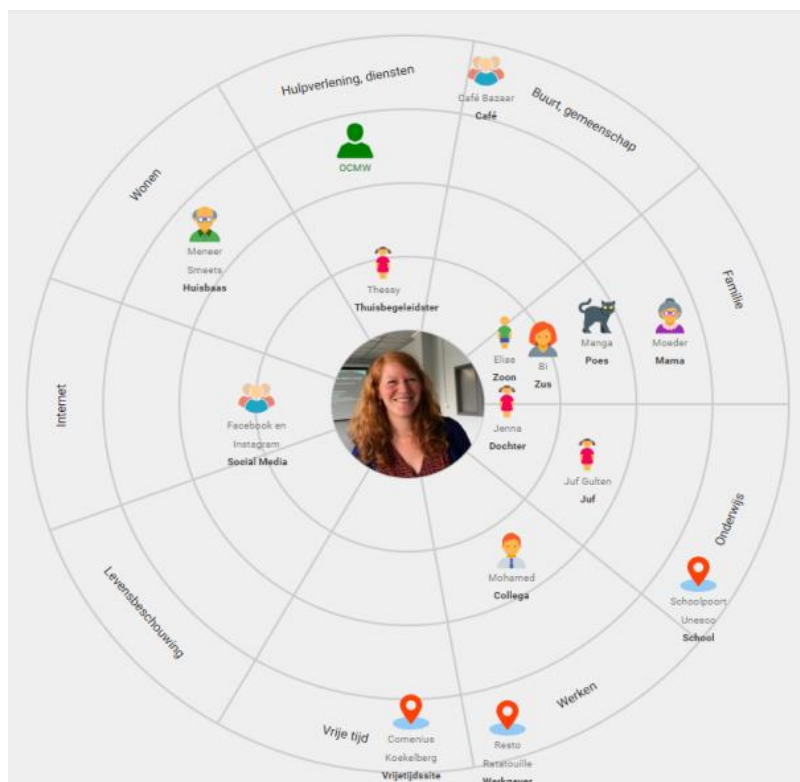 Hulpverlening, diensten
Café Bazaar
Café
Buurt, gemeenschap
Wonen
OCMW
Meneer
Smeets
Huisbaas
Thessy
Thuisbegeleidster
Familie
Elias
Zoon
Bi
Zus
Manga
Poes
Moeder
Mama
Internet
Facebook en
Instagram
Social Media
Jenna
Dochter
Juf Gulten
Juf
Onderwijs
Mohamed
Collega
Schoolpoort
Unesco
School
Levensbeschouwing
Werken
Vrije tijd
Comenius
Koekelberg
Vrijetijdssite
Resto
Ratatouille
Werkgever